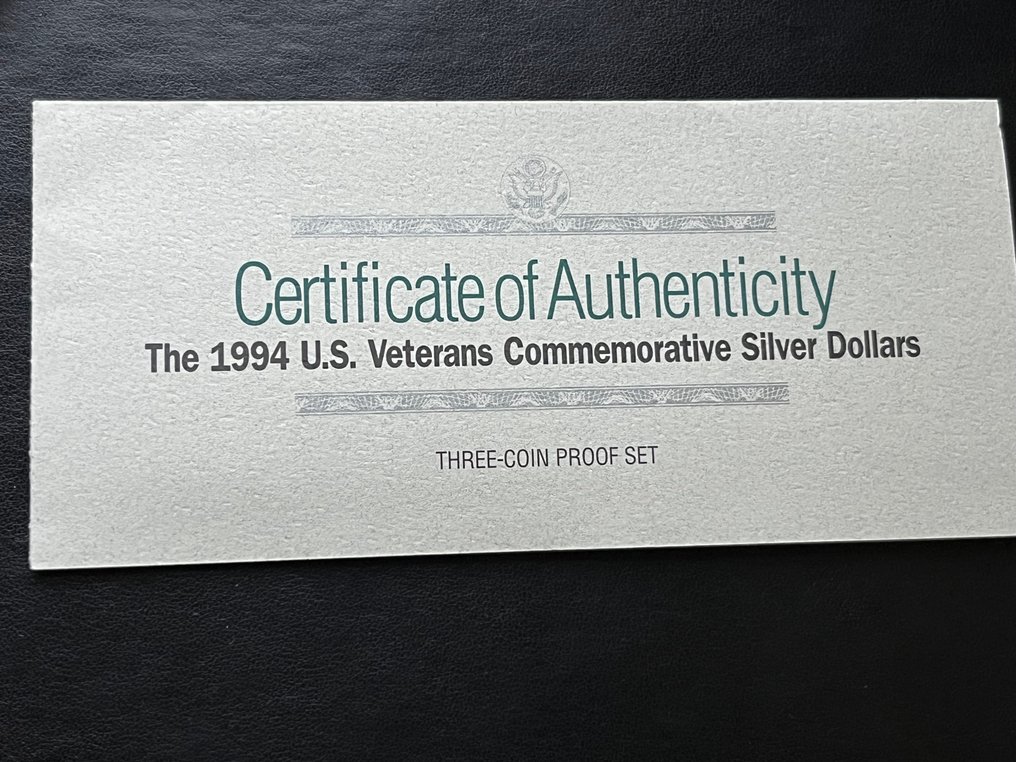 Certificate of Authenticity
The 1994 U.S. Veterans Commemorative Silver Dollars
THREE-COIN PROOF SET